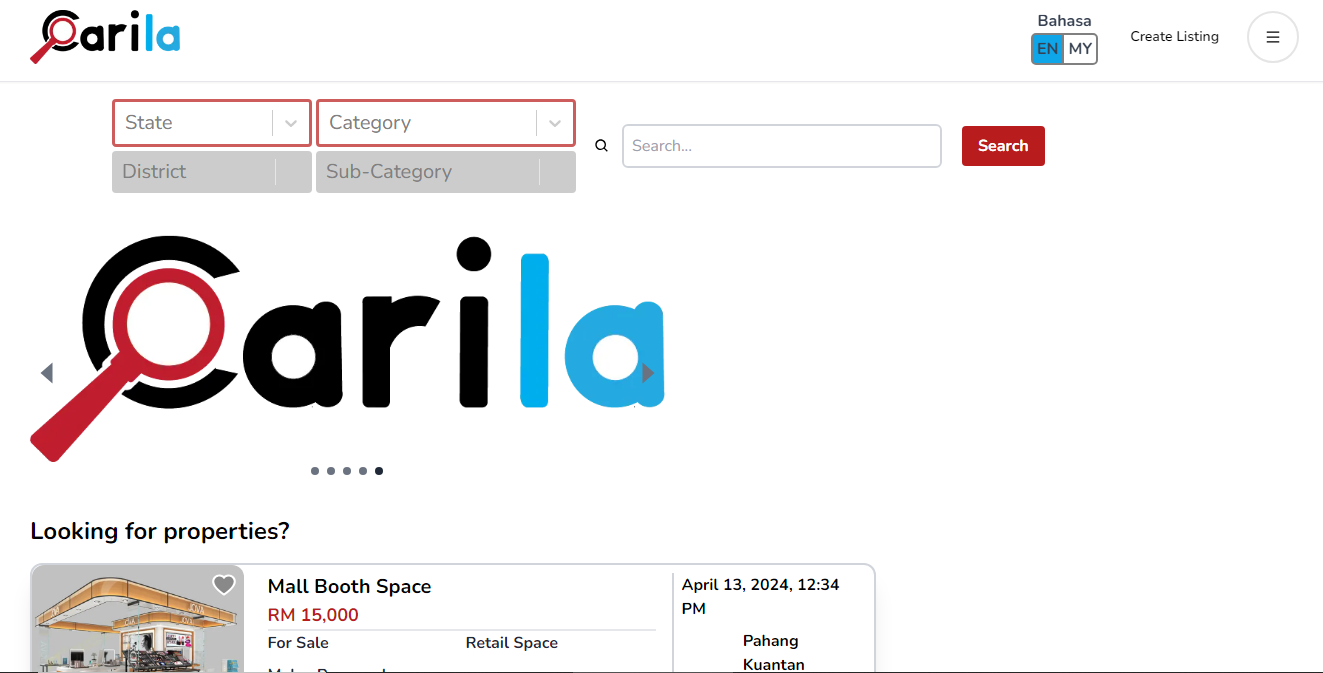 Carila
Bahasa
EN MY
Create Listing
State
Category
District
Sub-Category
Search...
Search
Carila
Looking for properties?
Mall Booth Space
RM 15,000
For Sale
Retail Space
April 13, 2024, 12:34
PM
Pahang
Kuantan